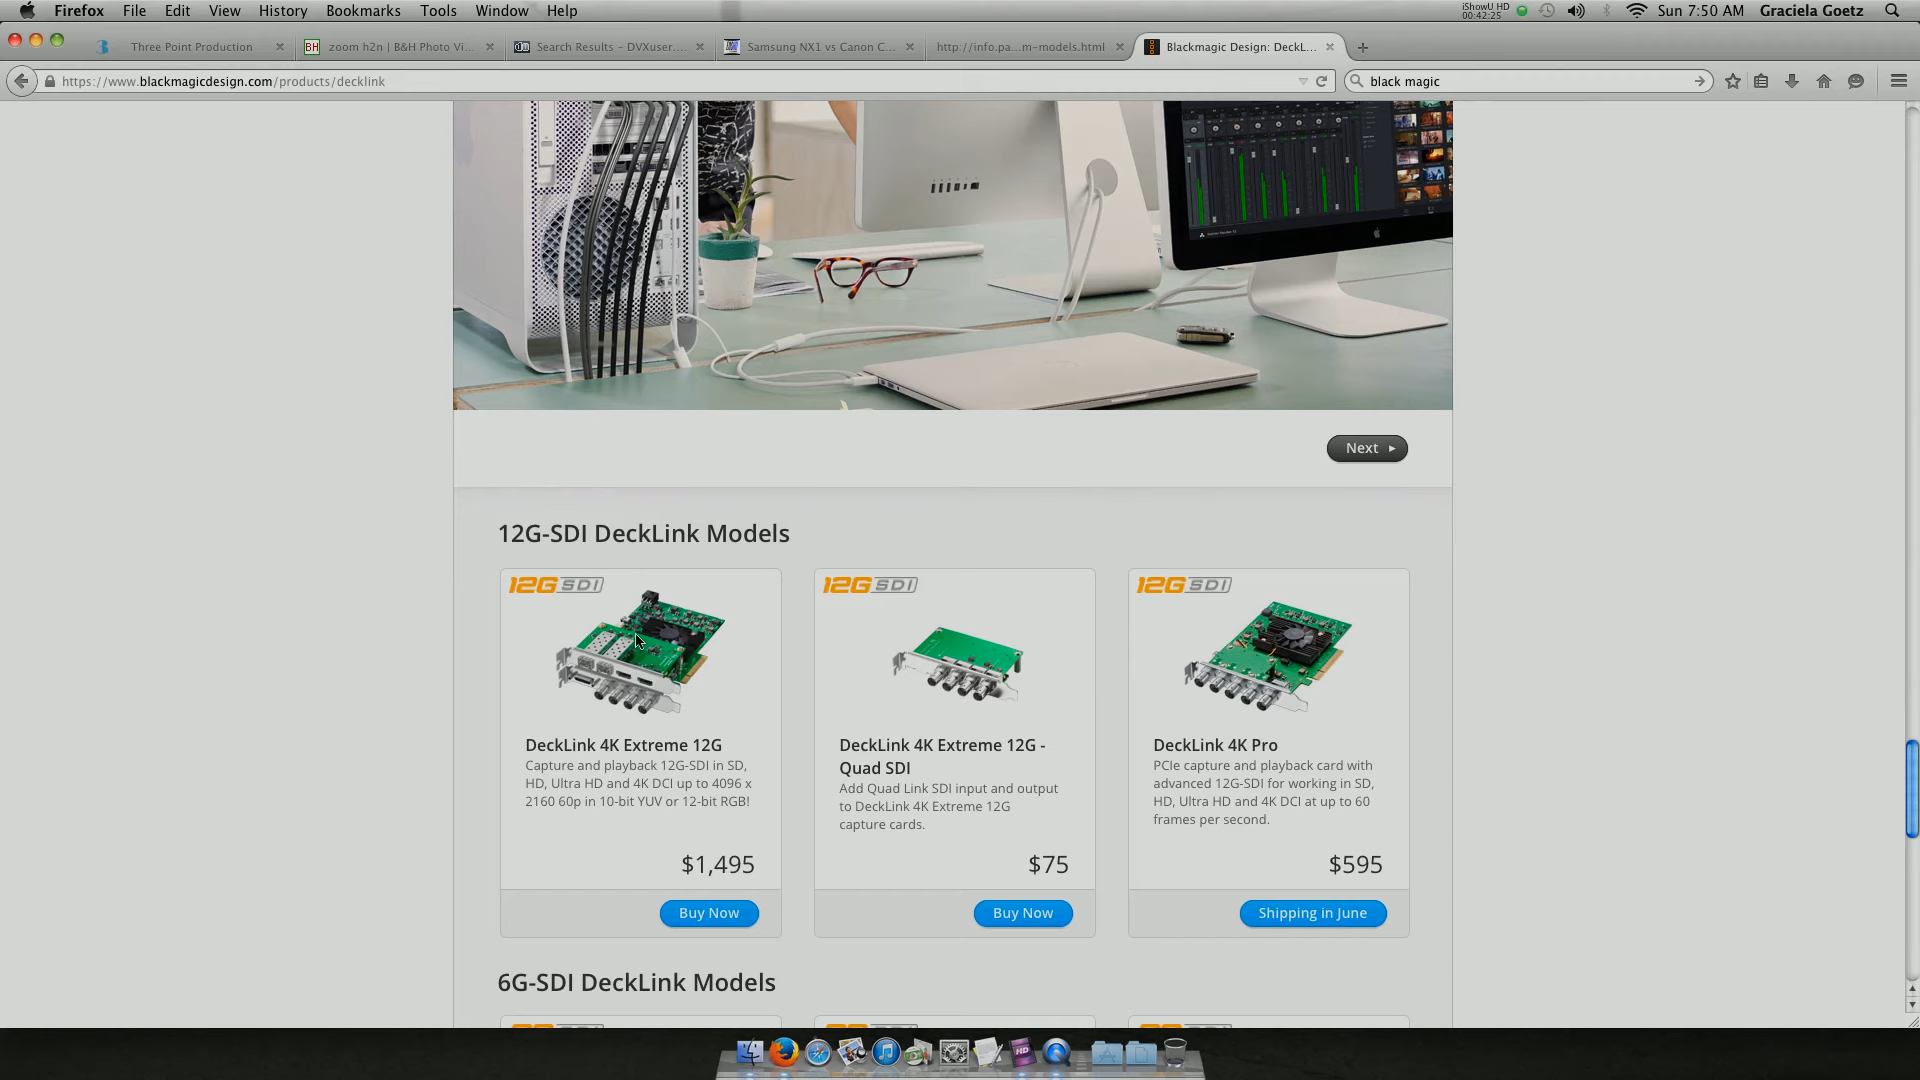 Firefox File Edit View History Bookmarks Tools Window Help iShowU HD 00:42:25 Sun 7:50 AM Graciela Goetz
Three Point Production
BH zoom h2n | B&H Photo Vi...
Search Results – DVXuser....
Samsung NX1 vs Canon C...
http://info.pa...m-models.html
Blackmagic Design: DeckL...
https://www.blackmagicdesign.com/products/decklink
black magic
Next
12G-SDI DeckLink Models
12G SDI
12G SDI
12G SDI
DeckLink 4K Extreme 12G
Capture and playback 12G-SDI in SD,
HD, Ultra HD and 4K DCI up to 4096 x
2160 60p in 10-bit YUV or 12-bit RGB!
$1,495
Buy Now
DeckLink 4K Extreme 12G -
Quad SDI
Add Quad Link SDI input and output
to DeckLink 4K Extreme 12G
capture cards.
$75
Buy Now
DeckLink 4K Pro
PCIe capture and playback card with
advanced 12G-SDI for working in SD,
HD, Ultra HD and 4K DCI at up to 60
frames per second.
$595
Shipping in June
6G-SDI DeckLink Models
HD